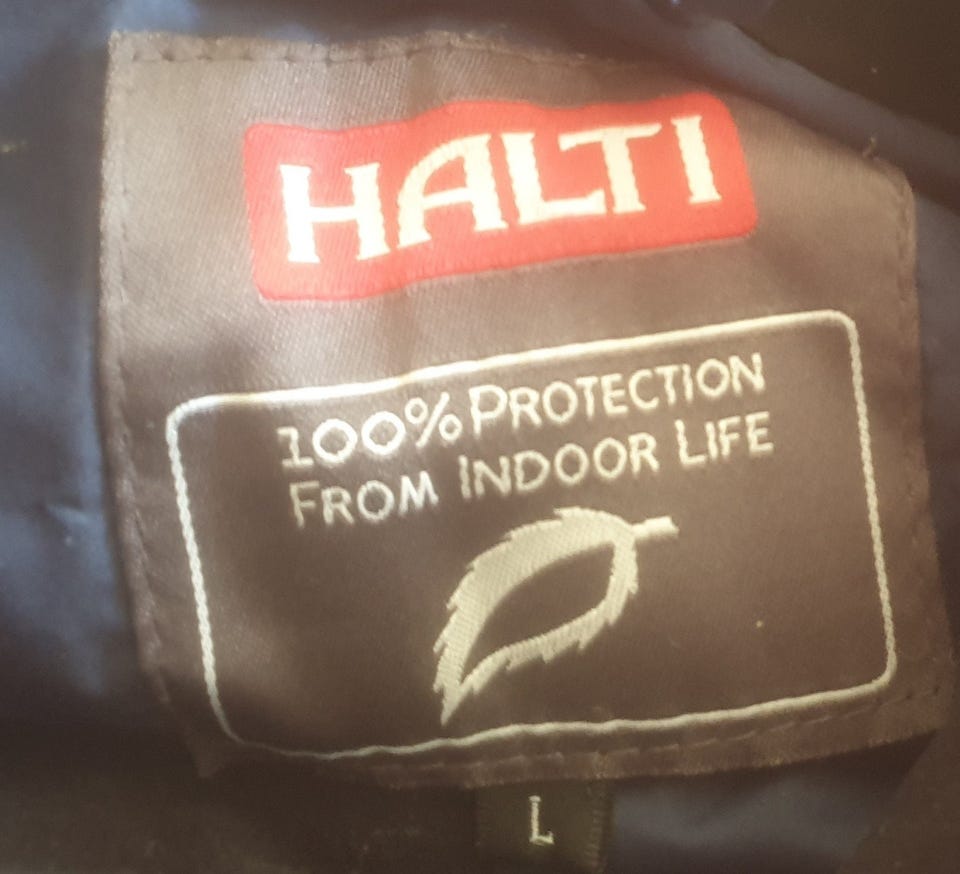 HALTI
100% PROTECTION
FROM INDOOR LIFE
L